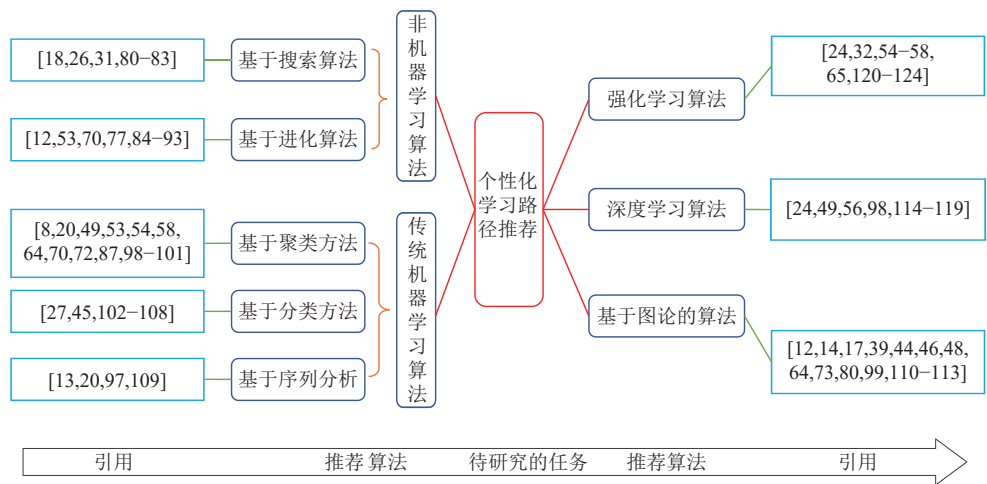 [18,26,31,80−83]
基于搜索算法
[12,53,70,77,84−93]
基于进化算法
非机器学习算法
[8,20,49,53,54,58,
64,70,72,87,98−101]
基于聚类方法
[27,45,102−108]
基于分类方法
[13,20,97,109]
基于序列分析
传统机器学习算法
个性化
学习路
径推荐
强化学习算法
[24,32,54−58,
65,120−124]
深度学习算法
[24,49,56,98,114−119]
基于图论的算法
[12,14,17,39,44,46,48,
64,73,80,99,110−113]
引用 推荐算法 待研究的任务 推荐算法 引用